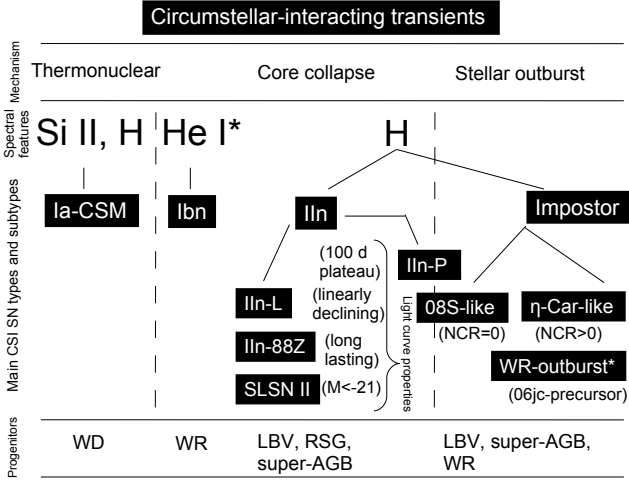 Circumstellar-interacting transients
Mechanism
Thermonuclear
Core collapse
Stellar outburst
Spectral
features
Si II, H
He I*
H
Main CSI SN types and subtypes
Ia-CSM
Ibn
IIn
Impostor
(100 d
plateau)
IIn-P
IIn-L
(linearly
declining)
IIn-88Z
(long
lasting)
SLSN II
(M<-21)
Light curve properties
08S-like
(NCR=0)
η-Car-like
(NCR>0)
WR-outburst*
(06jc-precursor)
Progenitors
WD
WR
LBV, RSG,
super-AGB
LBV, super-AGB,
WR